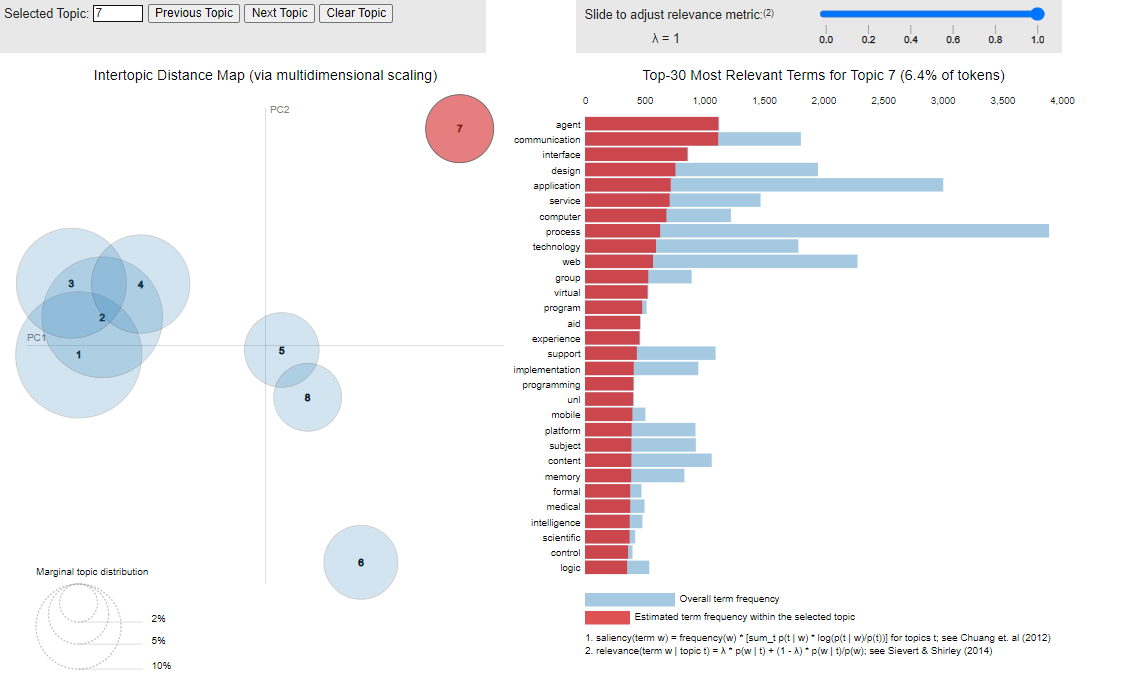 Selected Topic: 7 Previous Topic Next Topic Clear Topic
Slide to adjust relevance metric:(2)
λ = 1
0.0 0.2 0.4 0.6 0.8 1.0
Intertopic Distance Map (via multidimensional scaling)
PC2
7
3
4
2
PC1
1
5
8
6
Marginal topic distribution
2%
5%
10%
Top-30 Most Relevant Terms for Topic 7 (6.4% of tokens)
0 500 1,000 1,500 2,000 2,500 3,000 3,500 4,000
agent
communication
interface
design
application
service
computer
process
technology
web
group
virtual
program
aid
experience
support
implementation
programming
unl
mobile
platform
subject
content
memory
formal
medical
intelligence
scientific
control
logic
Overall term frequency
Estimated term frequency within the selected topic
1. saliency(term w) = frequency(w) * [sum_t p(t | w) * log(p(t | w)/p(t))] for topics t; see Chuang et. al (2012)
2. relevance(term w | topic t) = λ * p(w | t) + (1 - λ) * p(w | t)/p(w); see Sievert & Shirley (2014)